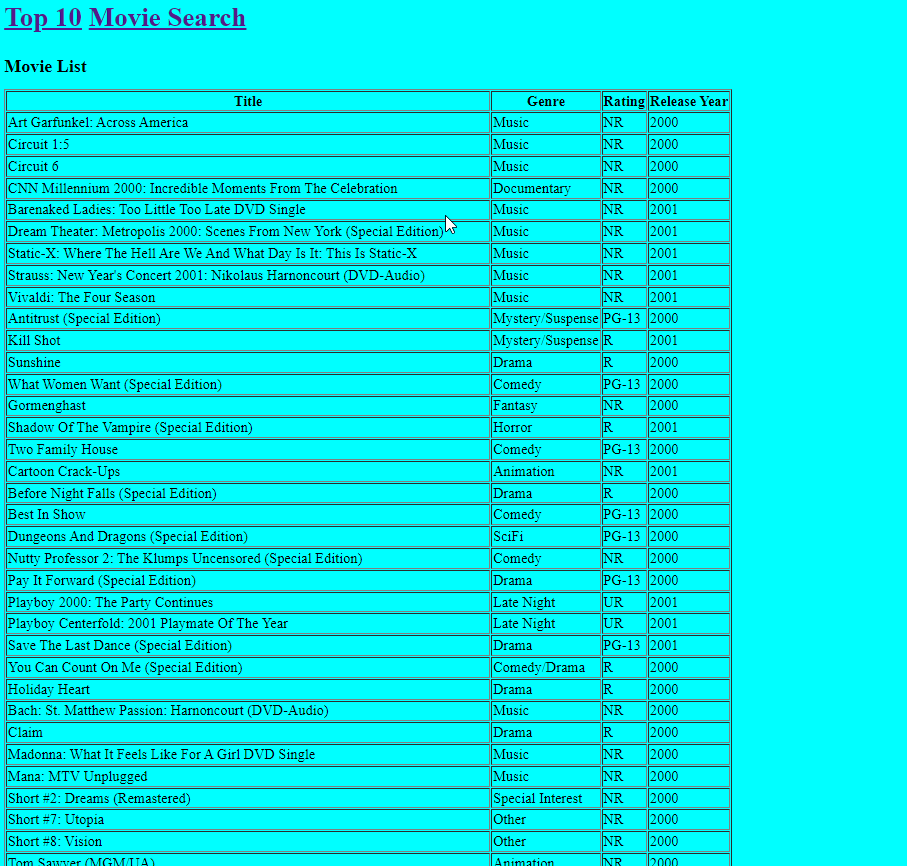 Top 10 Movie Search
Movie List
Title Genre Rating Release Year
Art Garfunkel: Across America Music NR 2000
Circuit 1:5 Music NR 2000
Circuit 6 Music NR 2000
CNN Millennium 2000: Incredible Moments From The Celebration Documentary NR 2000
Barenaked Ladies: Too Little Too Late DVD Single Music NR 2001
Dream Theater: Metropolis 2000: Scenes From New York (Special Edition) Music NR 2001
Static-X: Where The Hell Are We And What Day Is It: This Is Static-X Music NR 2001
Strauss: New Year's Concert 2001: Nikolaus Harnoncourt (DVD-Audio) Music NR 2001
Vivaldi: The Four Season Music NR 2001
Antitrust (Special Edition) Mystery/Suspense PG-13 2000
Kill Shot Mystery/Suspense R 2001
Sunshine Drama R 2000
What Women Want (Special Edition) Comedy PG-13 2000
Gormenghast Fantasy NR 2000
Shadow Of The Vampire (Special Edition) Horror R 2001
Two Family House Comedy PG-13 2000
Cartoon Crack-Ups Animation NR 2001
Before Night Falls (Special Edition) Drama R 2000
Best In Show Comedy PG-13 2000
Dungeons And Dragons (Special Edition) SciFi PG-13 2000
Nutty Professor 2: The Klumps Uncensored (Special Edition) Comedy NR 2000
Pay It Forward (Special Edition) Drama PG-13 2000
Playboy 2000: The Party Continues Late Night UR 2001
Playboy Centerfold: 2001 Playmate Of The Year Late Night UR 2001
Save The Last Dance (Special Edition) Drama PG-13 2001
You Can Count On Me (Special Edition) Comedy/Drama R 2000
Holiday Heart Drama R 2000
Bach: St. Matthew Passion: Harnoncourt (DVD-Audio) Music NR 2000
Claim Drama R 2000
Madonna: What It Feels Like For A Girl DVD Single Music NR 2000
Mana: MTV Unplugged Music NR 2000
Short #2: Dreams (Remastered) Special Interest NR 2000
Short #7: Utopia Other NR 2000
Short #8: Vision Other NR 2000
Tom Sawyer (MGM/UA) Animation NR 2000